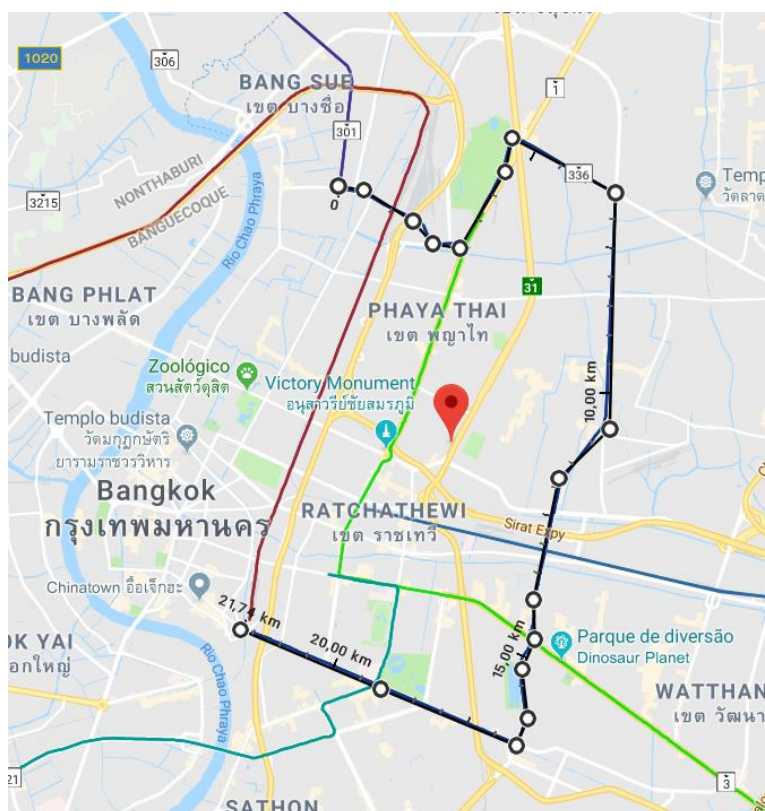 1020
306
BANG SUE
เขต บางซื่อ
1
301
336
3215
NONTHABURI
BANGUECOQUE
Rio Chao Phraya
0
Templo
วัดลาด
31
BANG PHLAT
เขต บางพลัด
PHAYA THAI
เขต พญาไท
budista
Zoológico
สวนสัตว์ดุสิต
Victory Monument
อนุสาวรีย์ชัยสมรภูมิ
10,00 km
Templo budista
วัดมกุฏกษัตริ
ยารามราชวรวิหาร
Bangkok
กรุงเทพมหานคร
RATCHATHEWI
เขต ราชเทวี
Sirat Expy
Chinatown เยื่อเจ็กฮะ
21,74 km
20,00 km
15,00 km
OK YAI
อกใหญ่
Rio Chao Phraya
Parque de diversão
Dinosaur Planet
WATTHAN
เขต วัฒนา
21
3
SATHON